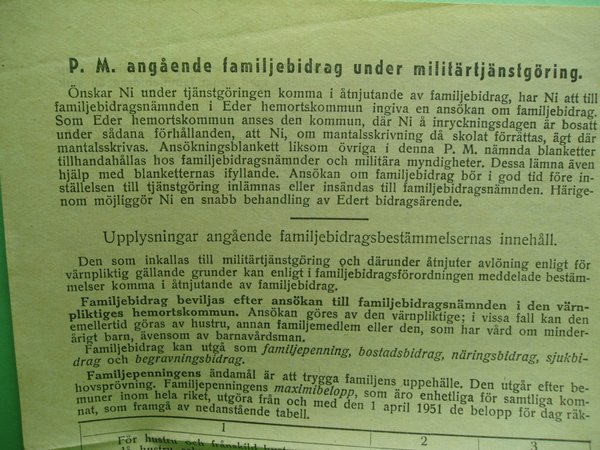 P. M. angående familjebidrag under militärtjänstgöring.
Önskar Ni under tjänstgöringen komma i åtnjutande av familjebidrag, har Ni att till
familjebidragsnämnden i Eder hemortskommun ingiva en ansökan om familjebidrag.
Som Eder hemortskommun anses den kommun, där Ni å inryckningsdagen är bosatt
under sådana förhållanden, att Ni, om mantalsskrivning då skolat förrättas, ägt där
mantalsskrivas. Ansökningsblankett liksom övriga i denna P. M. nämnda blanketter
tillhandahållas hos familjebidragsnämnder och militära myndigheter. Dessa lämna även
hjälp med blanketternas ifyllande. Ansökan om familjebidrag bör i god tid före in-
ställelsen till tjänstgöring inlämnas eller insändas till familjebidragsnämnden. Härige-
nom möjliggör Ni en snabb behandling av Edert bidragsärende.
Upplysningar angående familjebidragsbestämmelsernas innehåll.
Den som inkallas till militärtjänstgöring och därunder åtnjuter avlöning enligt för
värnpliktig gällande grunder kan enligt i familjebidragsförordningen meddelade bestäm-
melser komma i åtnjutande av familjebidrag.
Familjebidrag beviljas efter ansökan till familjebidragsnämnden i den värn-
pliktiges hemortskommun. Ansökan göres av den värnpliktige; i vissa fall kan den
emellertid göras av hustru, annan familjemedlem eller den, som har vård om minder-
årigt barn, ävensom av barnavårdsman.
Familjebidrag kan utgå som familjepenning, bostadsbidrag, näringsbidrag, sjukbi-
drag och begravningsbidrag.
Familjepenningens ändamål är att trygga familjens uppehälle. Den utgår efter be-
hovsprövning. Familjepenningens maximibelopp, som äro enhetliga för samtliga kom-
muner inom hela riket, utgöra från och med den 1 april 1951 de belopp för dag räk-
nat, som framgå av nedanstående tabell.
1 2 3
För hustru och frånskild